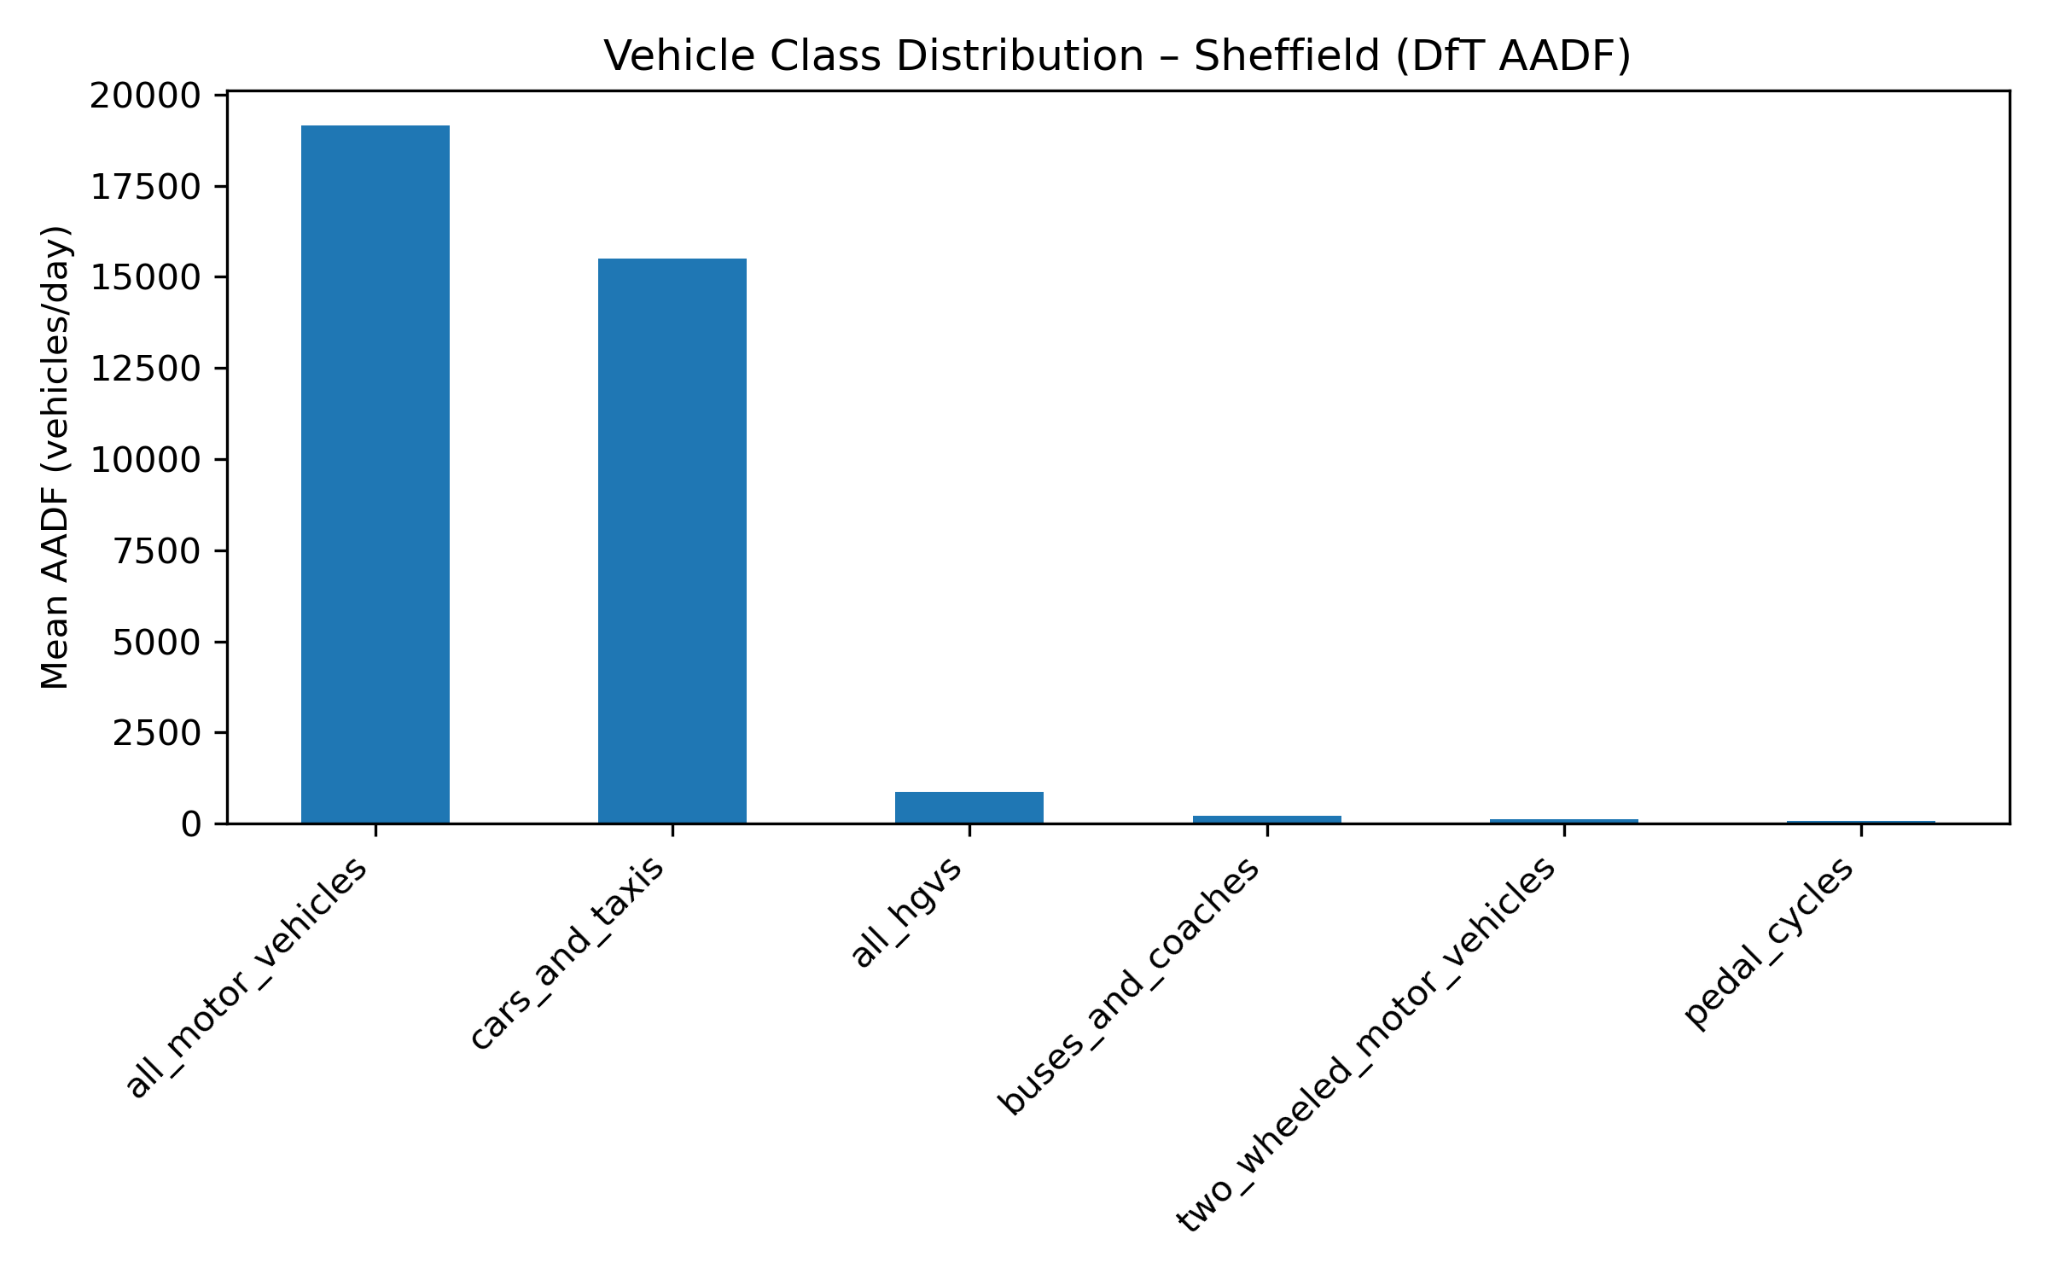 Vehicle Class Distribution – Sheffield (DfT AADF)
Mean AADF (vehicles/day)
20000
17500
15000
12500
10000
7500
5000
2500
0
all_motor_vehicles
cars_and_taxis
all_hgvs
buses_and_coaches
two_wheeled_motor_vehicles
pedal_cycles